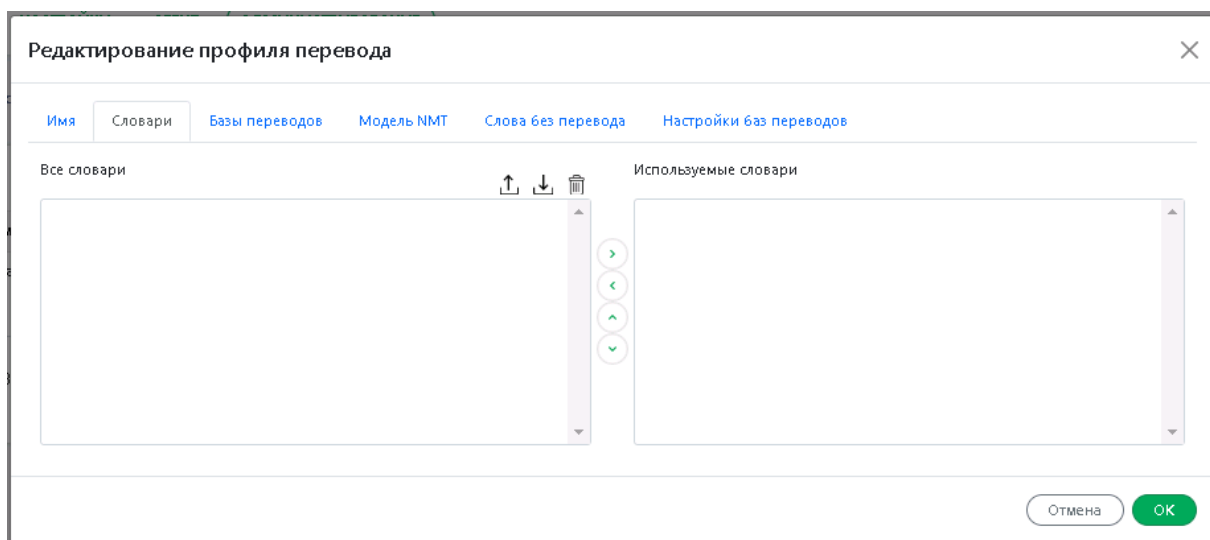 Редактирование профиля перевода
Имя Словари Базы переводов Модель NMT Слова без перевода Настройки баз переводов
Все словари Используемые словари
Отмена OK